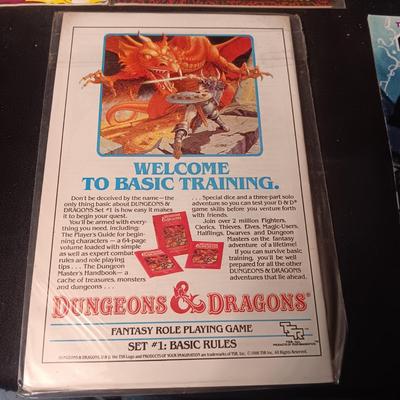 WELCOME
TO BASIC TRAINING.
Don't be deceived by the name—the
only thing basic about DUNGEONS &
DRAGONS Set #1 is how easy it makes
it to begin your quest.
You'll be armed with every-
thing you need, including:
The Player's Guide for begin-
ning characters — a 64-page
volume loaded with simple
as well as expert combat
rules and role playing
tips . . . The Dungeon
Master's Handbook—a
cache of treasures, monsters
and dungeons . . .
. . . Special dice and a three-part solo
adventure so you can test your D & D®
game skills before you venture forth
with friends.
Join over 2 million Fighters,
Clerics, Thieves, Elves, Magic-Users,
Halflings, Dwarves and Dungeon
Masters on the fantasy
adventure of a lifetime!
If you can survive basic
training, you'll be well
prepared for all the other
DUNGEONS & DRAGONS
adventures that lie ahead.
DUNGEONS & DRAGONS®
FANTASY ROLE PLAYING GAME
SET #1: BASIC RULES
TSR, Inc.
PRODUCTS OF YOUR IMAGINATION